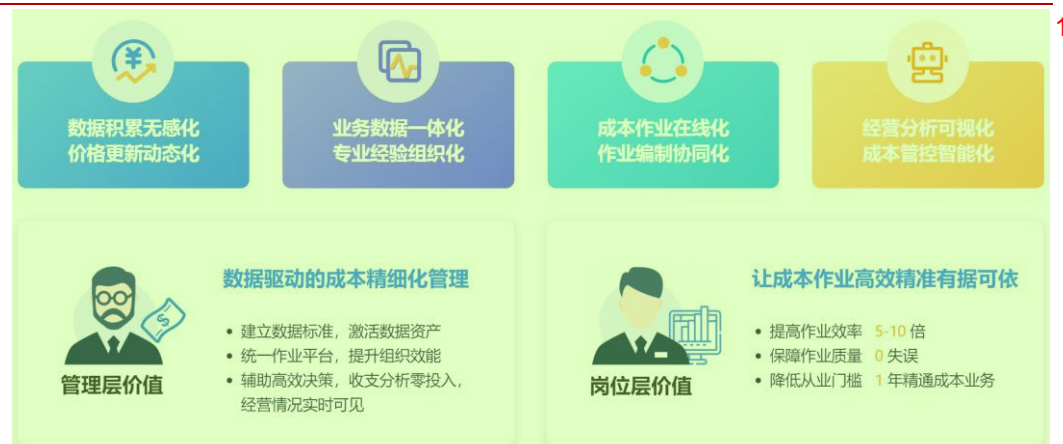 数据积累无感化
价格更新动态化
业务数据一体化
专业经验组织化
成本作业在线化
作业编制协同化
经营分析可视化
成本管控智能化
管理层价值
数据驱动的成本精细化管理
• 建立数据标准，激活数据资产
• 统一作业平台，提升组织效能
• 辅助高效决策，收支分析零投入，
经营情况实时可见
岗位层价值
让成本作业高效精准有据可依
• 提高作业效率 5-10 倍
• 保障作业质量 0 失误
• 降低从业门槛 1 年精通成本业务